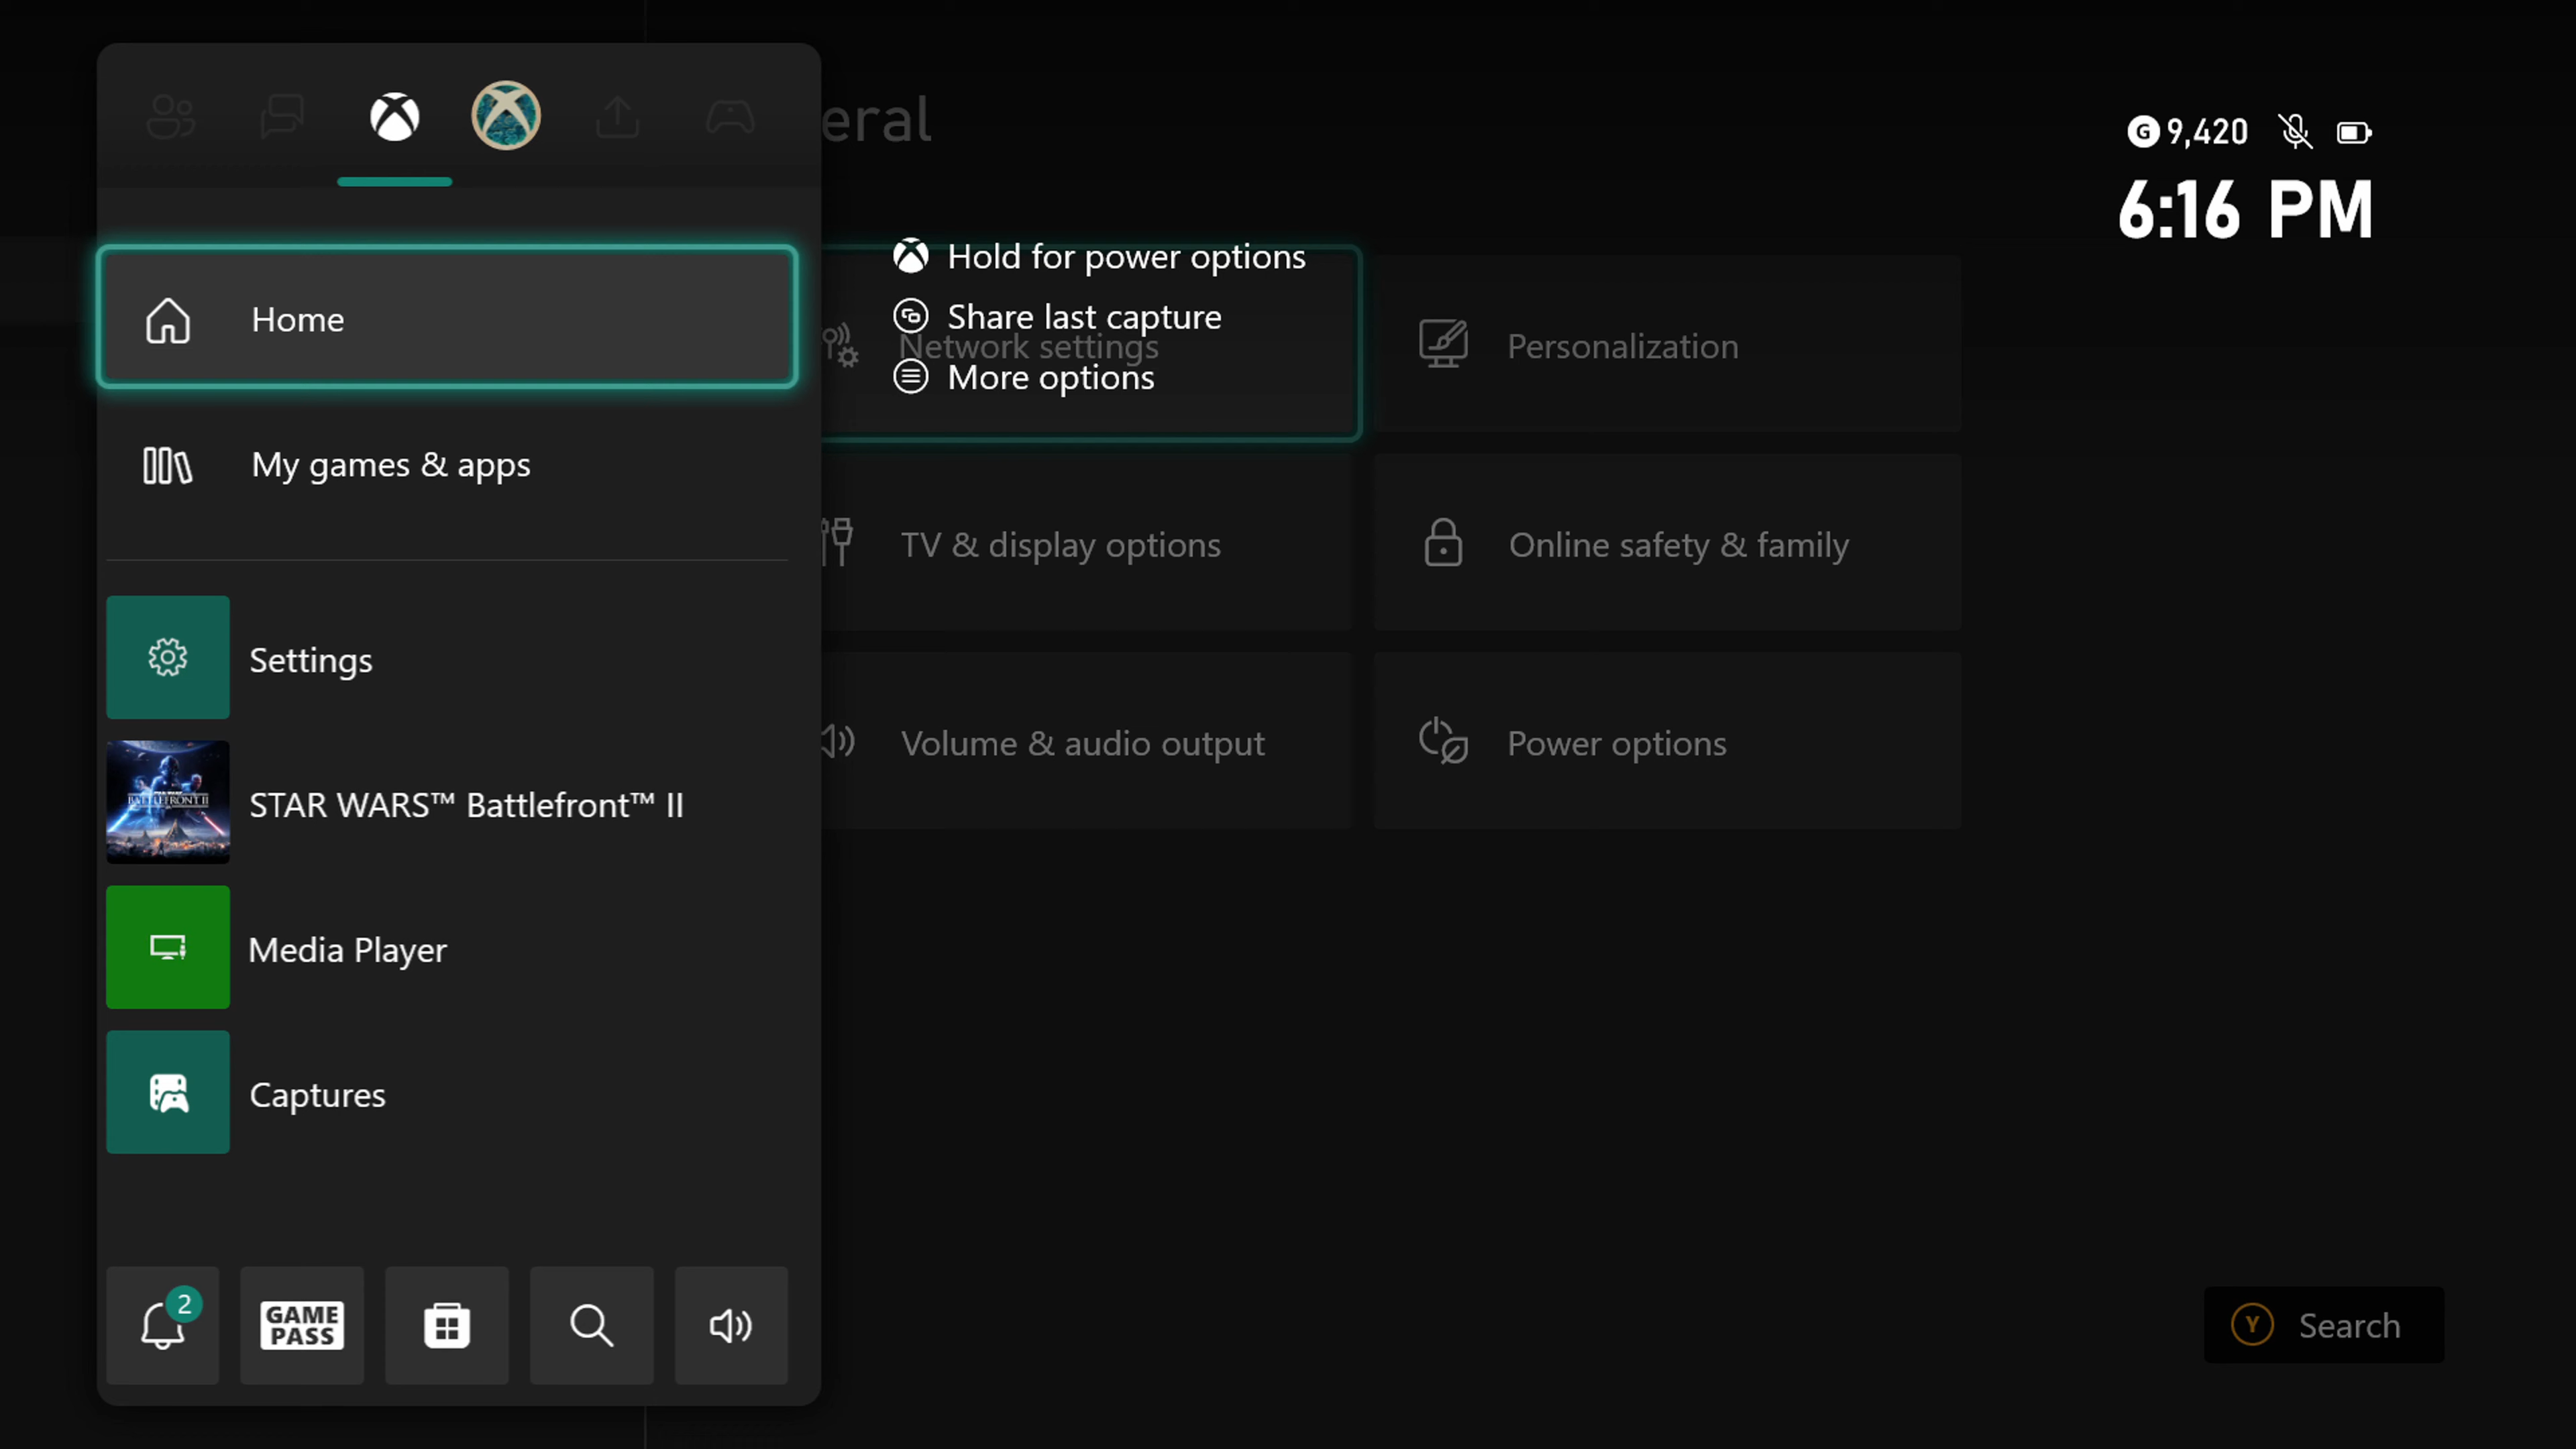 eral
G 9,420
6:16 PM
Hold for power options
Share last capture
More options
Home
My games & apps
Settings
STAR WARS™ Battlefront™ II
BATTLEFRONT II
Media Player
Captures
Network settings
Personalization
TV & display options
Online safety & family
Volume & audio output
Power options
2
GAME
PASS
Y Search